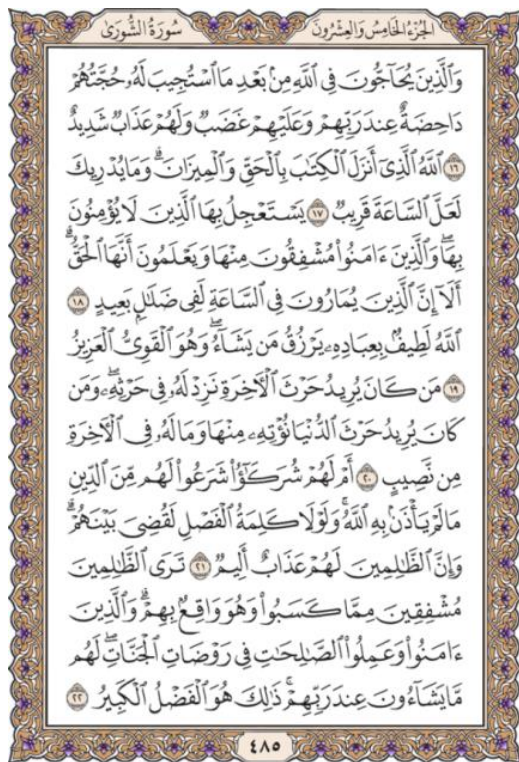 الجُزْءُ الخَامِسُ وَالعِشْرُونَ سُورَةُ الشُّورَىٰ
وَٱلَّذِينَ يُحَآجُّونَ فِى ٱللَّهِ مِنۢ بَعْدِ مَا ٱسْتُجِيبَ لَهُۥ حُجَّتُهُمْ
دَاحِضَةٌ عِندَ رَبِّهِمْ وَعَلَيْهِمْ غَضَبٌ وَلَهُمْ عَذَابٌ شَدِيدٌ
١٦ ٱللَّهُ ٱلَّذِىٓ أَنزَلَ ٱلْكِتَٰبَ بِٱلْحَقِّ وَٱلْمِيزَانَ ۗ وَمَا يُدْرِيكَ
لَعَلَّ ٱلسَّاعَةَ قَرِيبٌ ١٧ يَسْتَعْجِلُ بِهَا ٱلَّذِينَ لَا يُؤْمِنُونَ
بِهَا ۖ وَٱلَّذِينَ ءَامَنُوا۟ مُشْفِقُونَ مِنْهَا وَيَعْلَمُونَ أَنَّهَا ٱلْحَقُّ ۗ
أَلَآ إِنَّ ٱلَّذِينَ يُمَارُونَ فِى ٱلسَّاعَةِ لَفِى ضَلَٰلٍۭ بَعِيدٍ ١٨
ٱللَّهُ لَطِيفٌۢ بِعِبَادِهِۦ يَرْزُقُ مَن يَشَآءُ ۖ وَهُوَ ٱلْقَوِىُّ ٱلْعَزِيزُ
١٩ مَن كَانَ يُرِيدُ حَرْثَ ٱلْءَاخِرَةِ نَزِدْ لَهُۥ فِى حَرْثِهِۦ ۖ وَمَن
كَانَ يُرِيدُ حَرْثَ ٱلدُّنْيَا نُؤْتِهِۦ مِنْهَا وَمَا لَهُۥ فِى ٱلْءَاخِرَةِ
مِن نَّصِيبٍ ٢٠ أَمْ لَهُمْ شُرَكَٰٓؤُا۟ شَرَعُوا۟ لَهُم مِّنَ ٱلدِّينِ
مَا لَمْ يَأْذَنۢ بِهِ ٱللَّهُ ۚ وَلَوْلَا كَلِمَةُ ٱلْفَصْلِ لَقُضِىَ بَيْنَهُمْ ۗ
وَإِنَّ ٱلظَّٰلِمِينَ لَهُمْ عَذَابٌ أَلِيمٌ ٢١ تَرَى ٱلظَّٰلِمِينَ
مُشْفِقِينَ مِمَّا كَسَبُوا۟ وَهُوَ وَاقِعٌۢ بِهِمْ ۗ وَٱلَّذِينَ
ءَامَنُوا۟ وَعَمِلُوا۟ ٱلصَّٰلِحَٰتِ فِى رَوْضَاتِ ٱلْجَنَّاتِ ۖ لَهُم
مَّا يَشَآءُونَ عِندَ رَبِّهِمْ ۚ ذَٰلِكَ هُوَ ٱلْفَضْلُ ٱلْكَبِيرُ ٢٢
٤٨٥